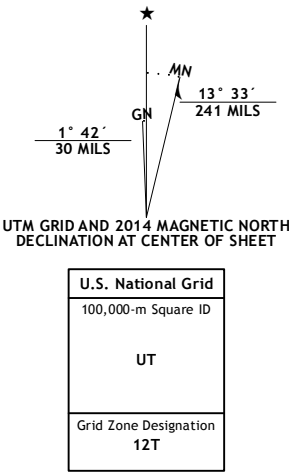 ★
MN
13° 33´
241 MILS
GN
1° 42´
30 MILS
UTM GRID AND 2014 MAGNETIC NORTH
DECLINATION AT CENTER OF SHEET
U.S. National Grid
100,000-m Square ID
UT
Grid Zone Designation
12T